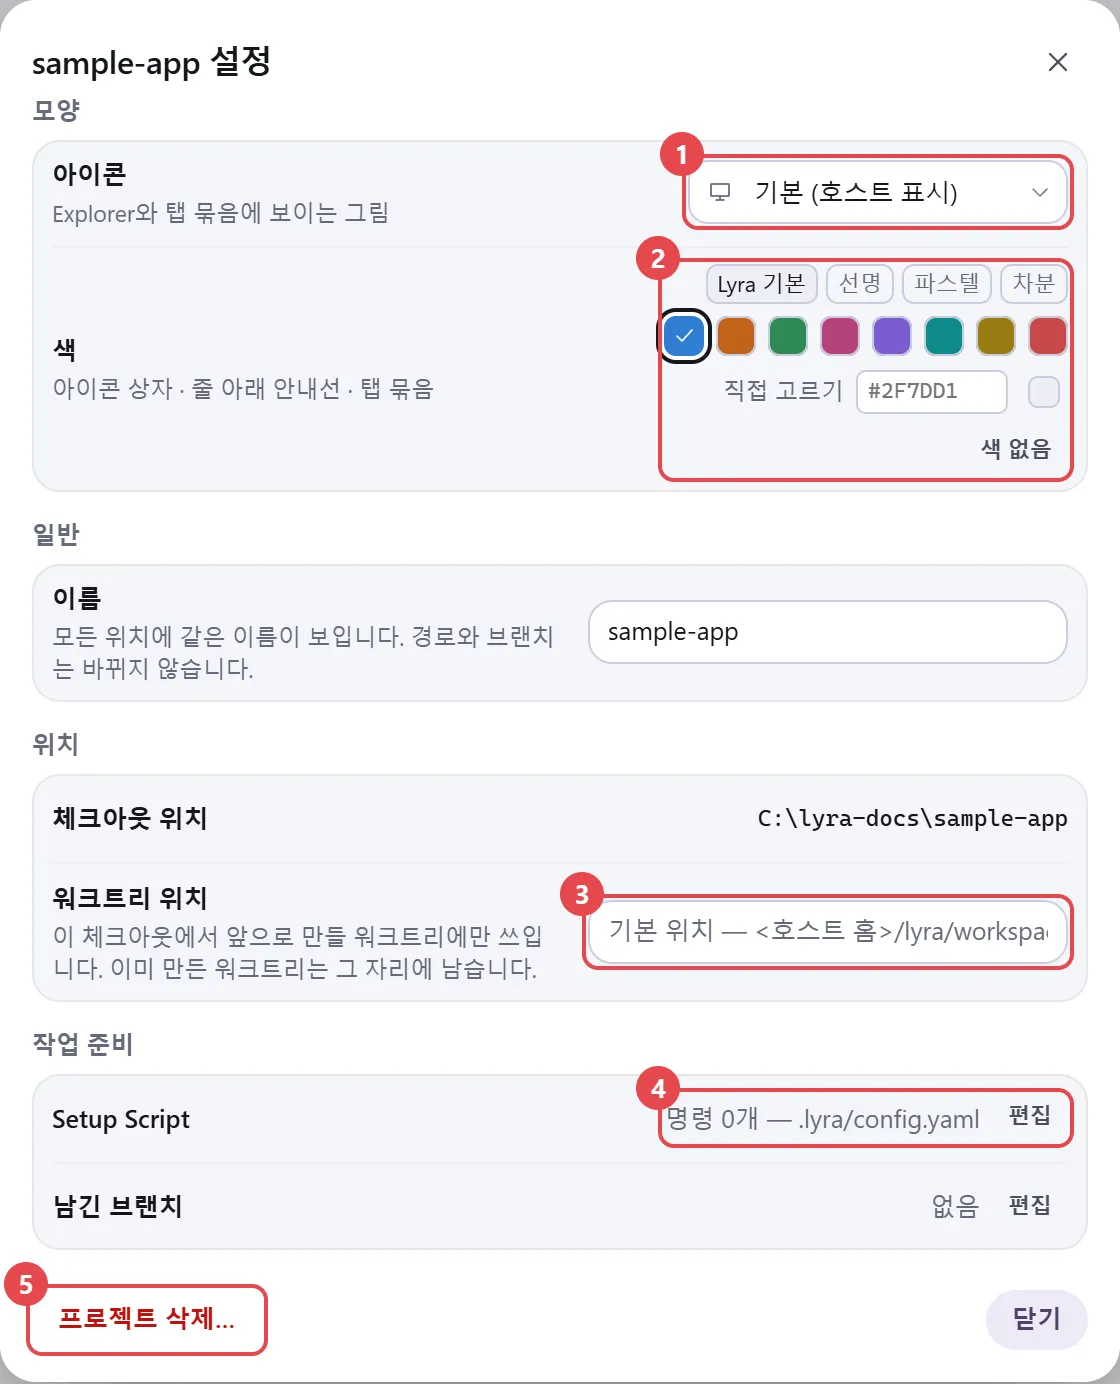 sample-app 설정
모양
아이콘
Explorer와 탭 묶음에 보이는 그림
1
기본 (호스트 표시)
2
Lyra 기본
선명
파스텔
차분
색
아이콘 상자 · 줄 아래 안내선 · 탭 묶음
직접 고르기
#2F7DD1
색 없음
일반
이름
모든 위치에 같은 이름이 보입니다. 경로와 브랜치
는 바뀌지 않습니다.
sample-app
위치
체크아웃 위치
C:\lyra-docs\sample-app
워크트리 위치
이 체크아웃에서 앞으로 만들 워크트리에만 쓰입
니다. 이미 만든 워크트리는 그 자리에 남습니다.
3
기본 위치 — <호스트 홈>/lyra/workspa
작업 준비
Setup Script
4
명령 0개 — .lyra/config.yaml
편집
남긴 브랜치
없음
편집
5
프로젝트 삭제...
닫기